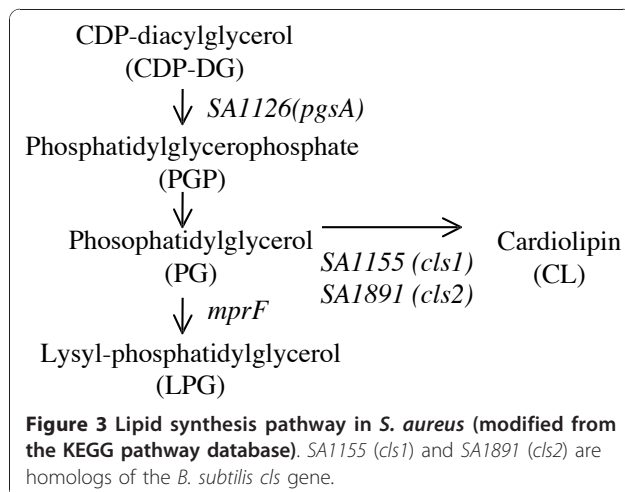 CDP-diacylglycerol
(CDP-DG)
SA1126(pgsA)
Phosphatidylglycerophosphate
(PGP)
Phosophatidylglycerol
(PG)
SA1155 (cls1)
SA1891 (cls2)
Cardiolipin
(CL)
mprF
Lysyl-phosphatidylglycerol
(LPG)
Figure 3 Lipid synthesis pathway in S. aureus (modified from
the KEGG pathway database). SA1155 (cls1) and SA1891 (cls2) are
homologs of the B. subtilis cls gene.